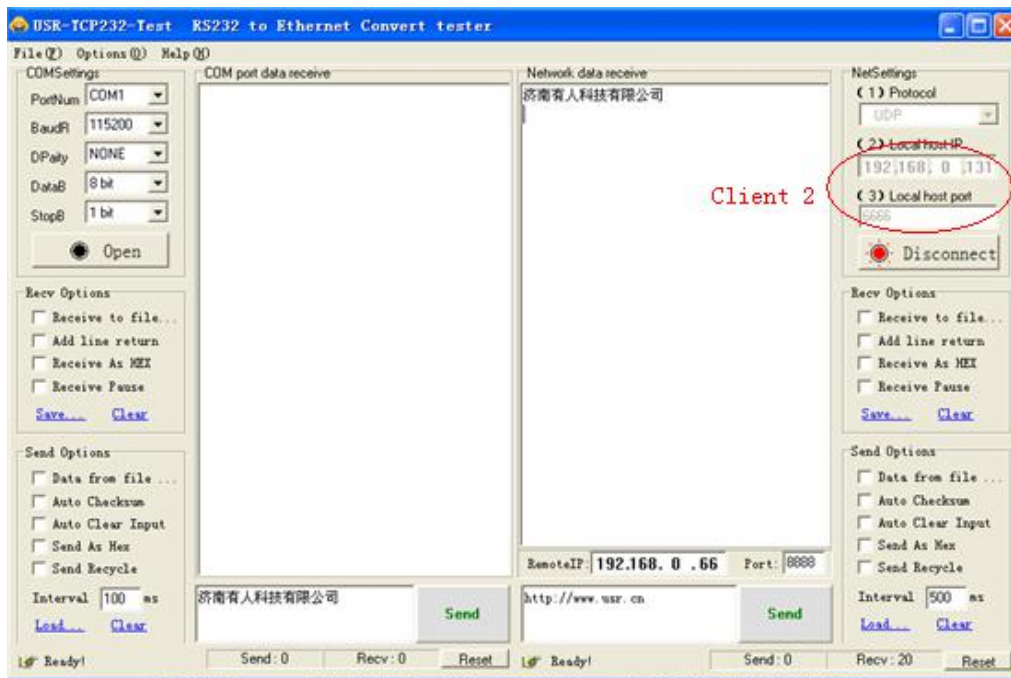 USR-TCP232-Test RS232 to Ethernet Convert tester
File(F) Options(O) Help(H)
COMSettings
PortNum COM1
BaudR 115200
DPaity NONE
DataB 8 bit
StopB 1 bit
Open
Recv Options
Receive to file...
Add line return
Receive As HEX
Receive Pause
Save... Clear
Send Options
Data from file ...
Auto Checksum
Auto Clear Input
Send As Hex
Send Recycle
Interval 100 ms
Load... Clear
COM port data receive
济南有人科技有限公司
Send
Network data receive
济南有人科技有限公司
Client 2
RemoteIP: 192.168. 0 .66 Port: 8888
http://www.usr.cn
Send
NetSettings
(1) Protocol
UDP
(2) Local host IP
192.168. 0 .131
(3) Local host port
6666
Disconnect
Recv Options
Receive to file...
Add line return
Receive As HEX
Receive Pause
Save... Clear
Send Options
Data from file ...
Auto Checksum
Auto Clear Input
Send As Hex
Send Recycle
Interval 500 ms
Load... Clear
Ready! Send:0 Recv:0 Reset
Ready! Send:0 Recv:20 Reset